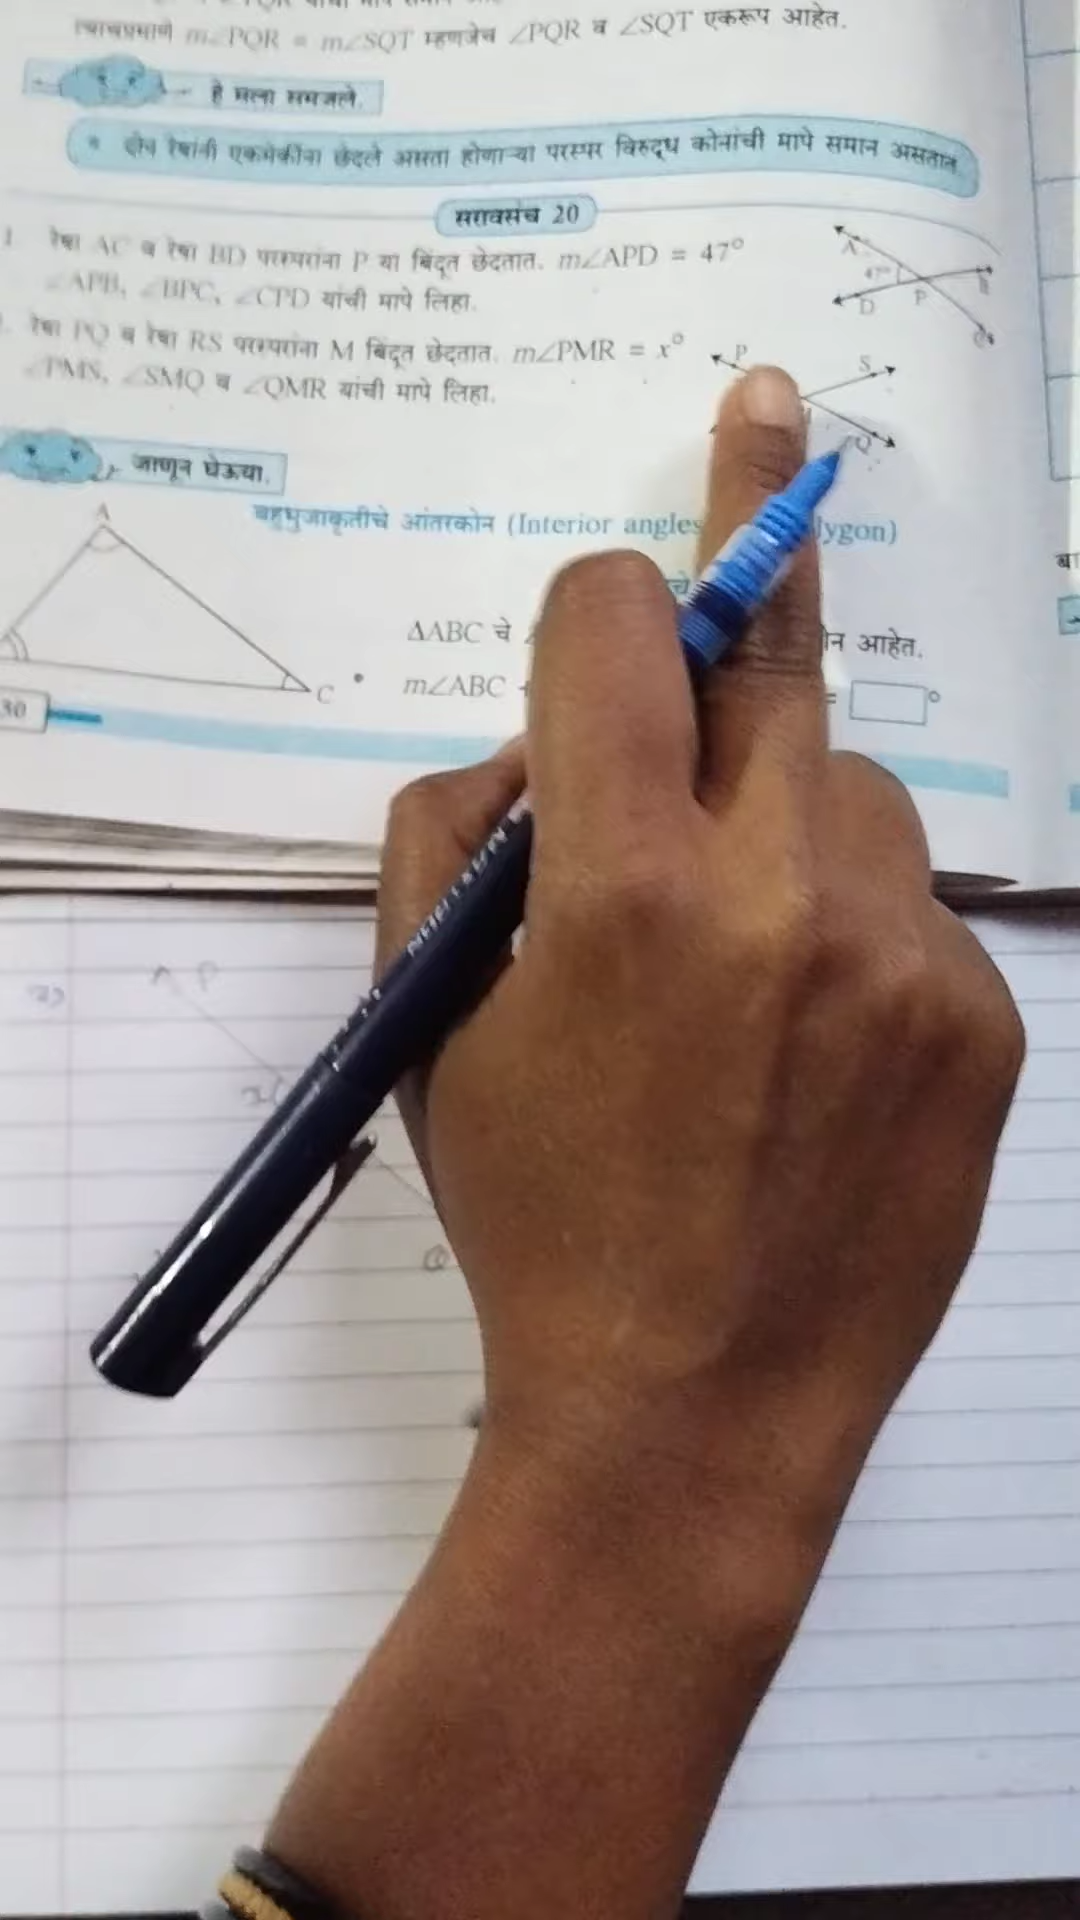 त्याचप्रमाणे m∠PQR = m∠SQT म्हणजेच ∠PQR व ∠SQT एकरूप आहेत.
हे मला समजले.
दोन रेषांनी एकमेकींना छेदले असता होणाऱ्या परस्पर विरुद्ध कोनांची मापे समान असतात.
सरावसंच 20
1. रेषा AC व रेषा BD परस्परांना P या बिंदूत छेदतात. m∠APD = 47°
∠APB, ∠BPC, ∠CPD यांची मापे लिहा.
A
47°
D
P
B
C
रेषा PQ व रेषा RS परस्परांना M बिंदूत छेदतात. m∠PMR = x°
∠PMS, ∠SMQ व ∠QMR यांची मापे लिहा.
P
S
Q
जाणून घेऊया.
बहुभुजाकृतीचे आंतरकोन (Interior angles lygon)
A
ΔABC चे आहेत.
m∠ABC + = °
C
30
P
x
Q